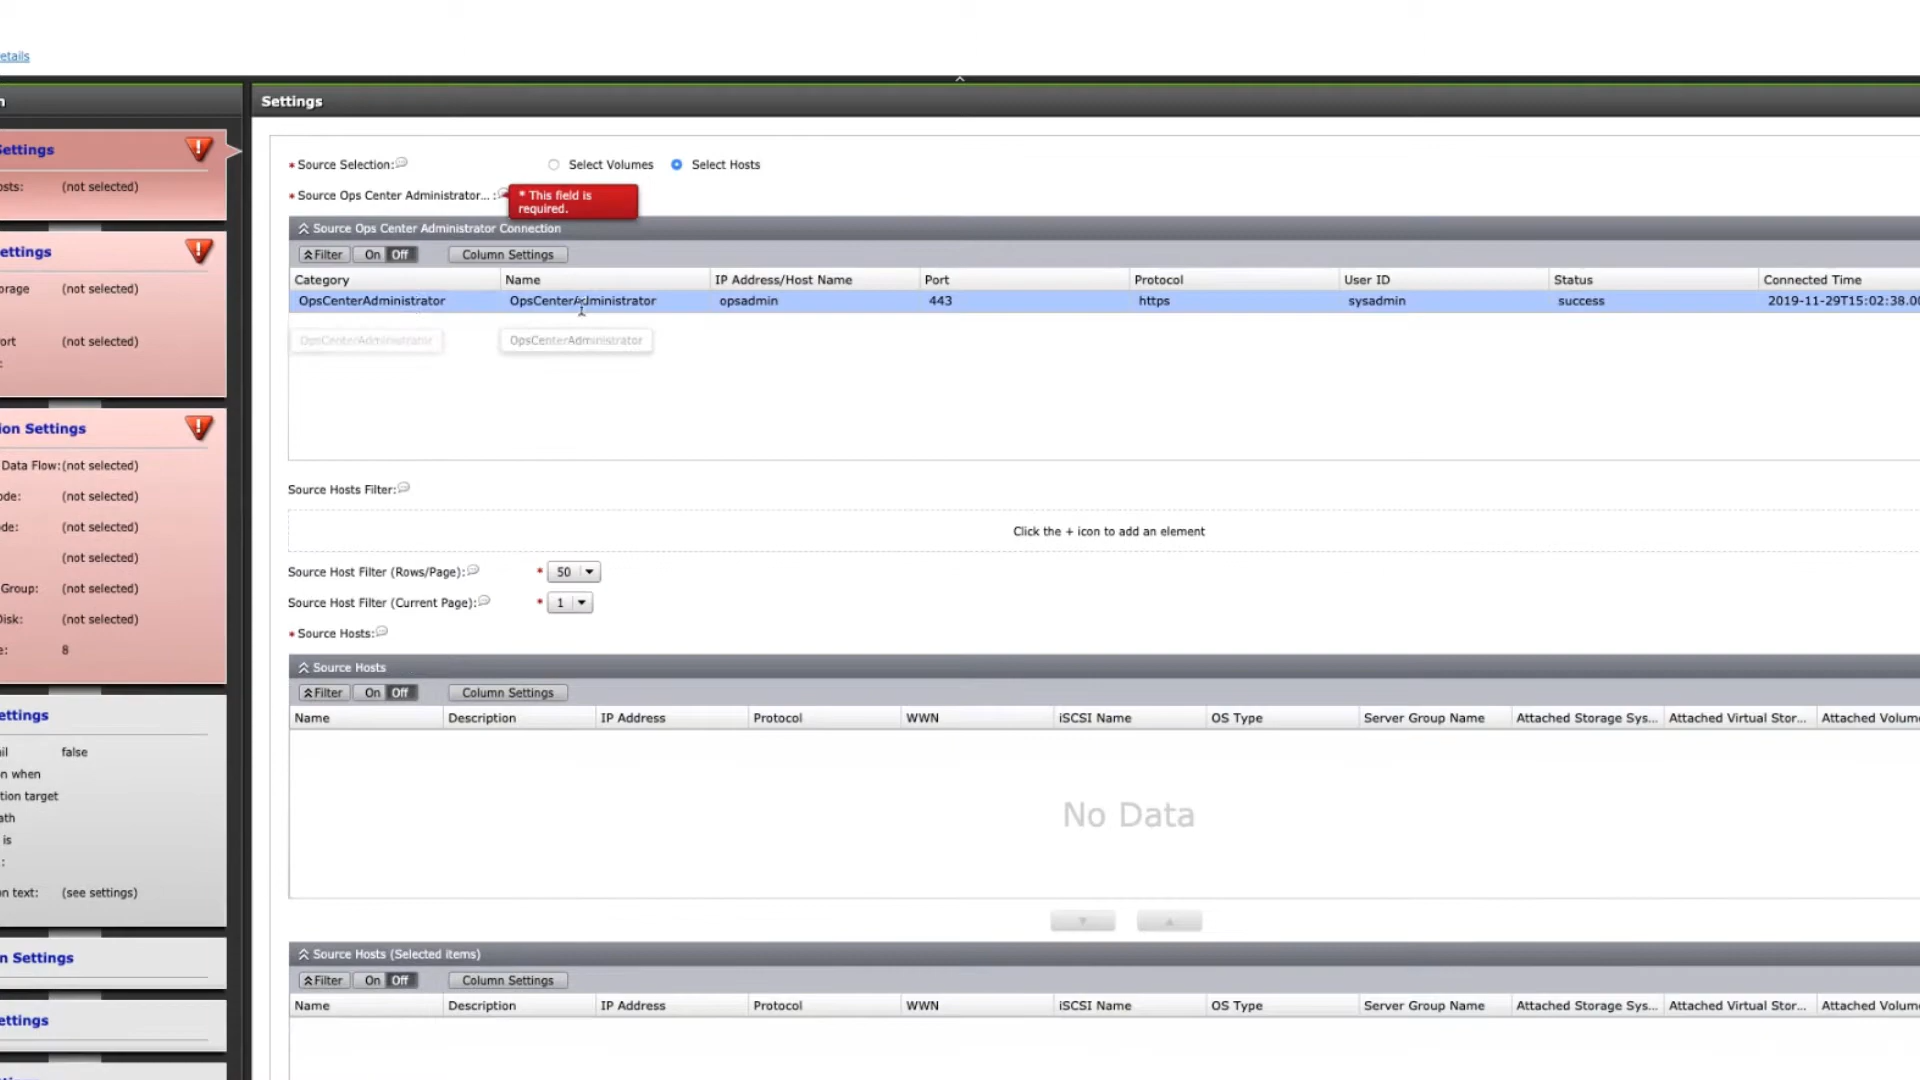 etails
n
Settings
ettings
osts: (not selected)
ettings
orage (not selected)
ort (not selected)
:
ion Settings
Data Flow: (not selected)
ode: (not selected)
de: (not selected)
(not selected)
Group: (not selected)
Disk: (not selected)
e: 8
ettings
il false
n when
tion target
ath
is
:
n text: (see settings)
n Settings
ettings
* Source Selection: Select Volumes Select Hosts
* Source Ops Center Administrator... :
* This field is
required.
Source Ops Center Administrator Connection
Filter On Off Column Settings
Category Name IP Address/Host Name Port Protocol User ID Status Connected Time
OpsCenterAdministrator OpsCenterAdministrator opsadmin 443 https sysadmin success 2019-11-29T15:02:38.00
OpsCenterAdministrator OpsCenterAdministrator
Source Hosts Filter:
Click the + icon to add an element
Source Host Filter (Rows/Page): * 50
Source Host Filter (Current Page): * 1
* Source Hosts:
Source Hosts
Filter On Off Column Settings
Name Description IP Address Protocol WWN iSCSI Name OS Type Server Group Name Attached Storage Sys... Attached Virtual Stor... Attached Volume
No Data
Source Hosts (Selected items)
Filter On Off Column Settings
Name Description IP Address Protocol WWN iSCSI Name OS Type Server Group Name Attached Storage Sys... Attached Virtual Stor... Attached Volume